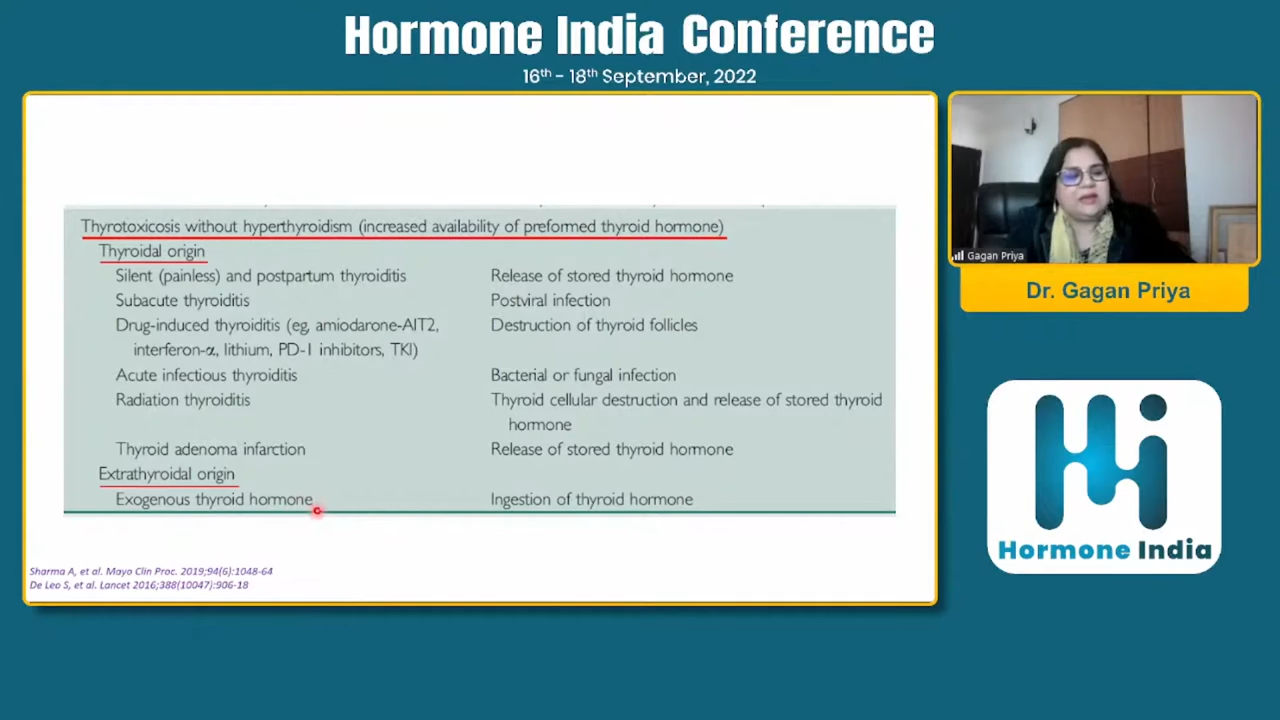 Hormone India Conference
16th - 18th September, 2022
Thyrotoxicosis without hyperthyroidism (increased availability of preformed thyroid hormone)
Thyroidal origin
Silent (painless) and postpartum thyroiditis Release of stored thyroid hormone
Subacute thyroiditis Postviral infection
Drug-induced thyroiditis (eg, amiodarone-AIT2, Destruction of thyroid follicles
interferon-α, lithium, PD-1 inhibitors, TKI)
Acute infectious thyroiditis Bacterial or fungal infection
Radiation thyroiditis Thyroid cellular destruction and release of stored thyroid
hormone
Thyroid adenoma infarction Release of stored thyroid hormone
Extrathyroidal origin
Exogenous thyroid hormone Ingestion of thyroid hormone
Sharma A, et al. Mayo Clin Proc. 2019;94(6):1048-64
De Leo S, et al. Lancet 2016;388(10047):906-18
Gagan Priya
Dr. Gagan Priya
Hi
Hormone India